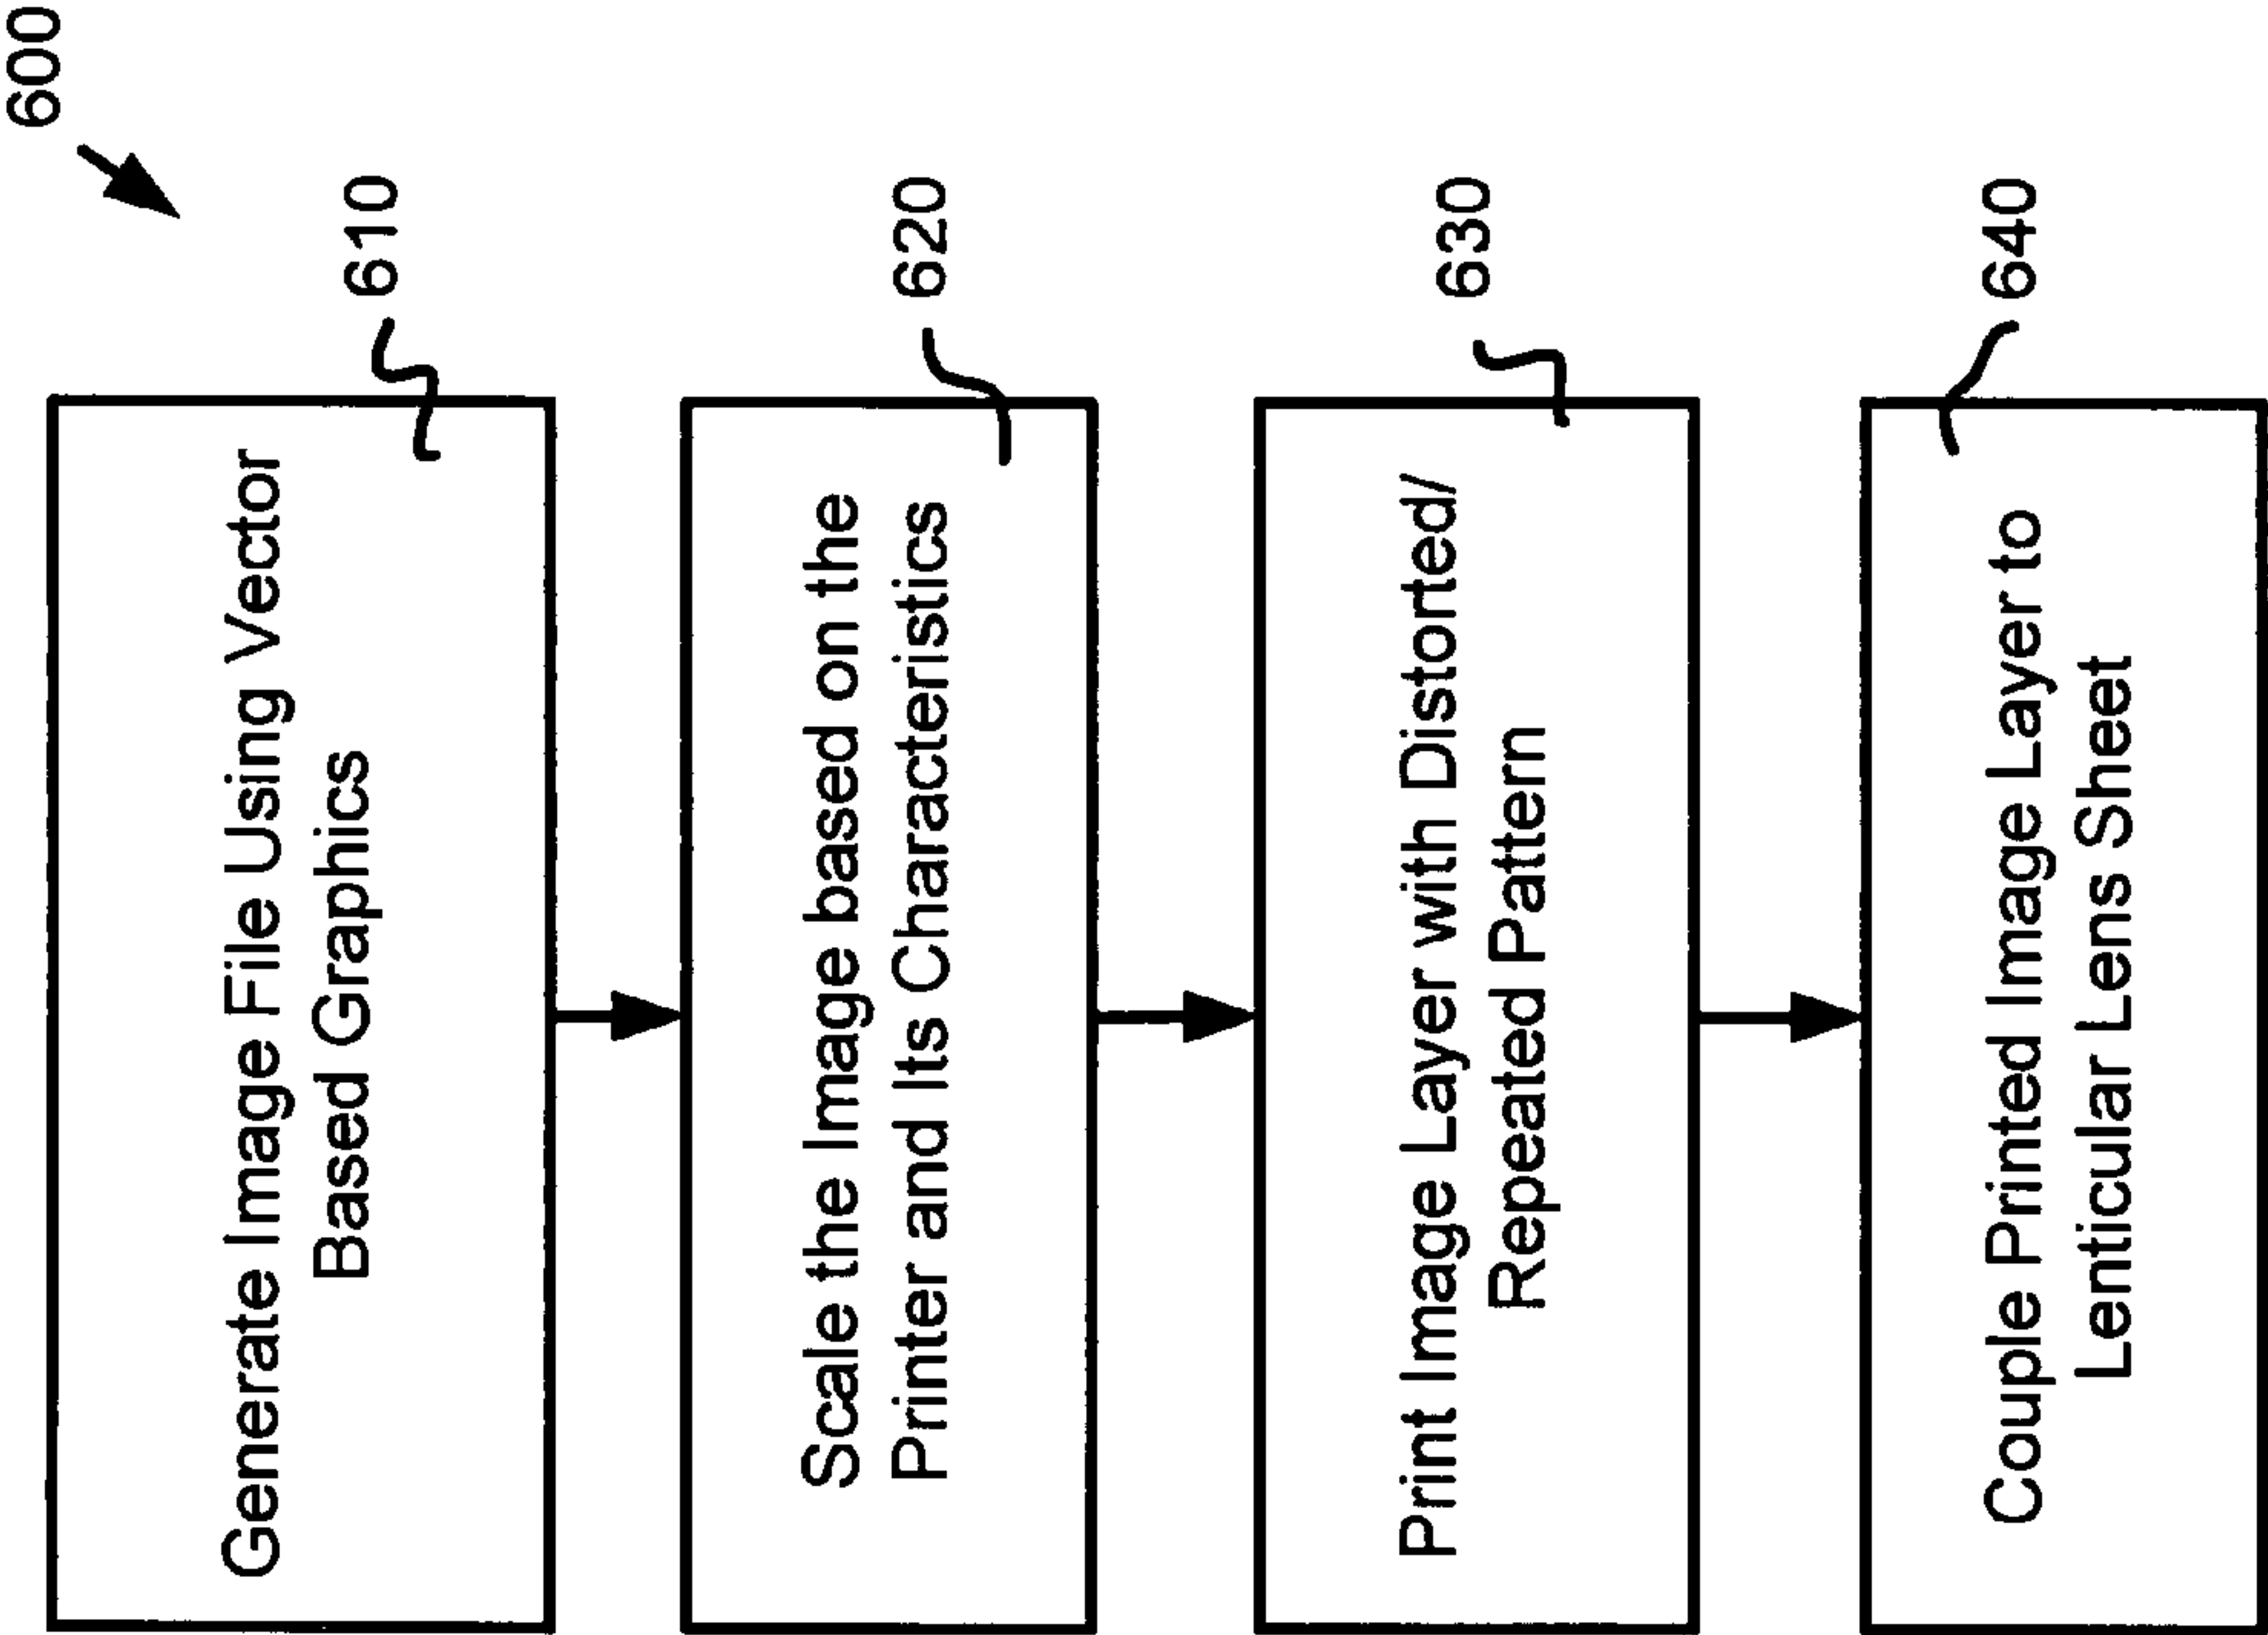 600
Generate Image File Using Vector
Based Graphics
610
Scale the Image based on the
Printer and Its Characteristics
620
Print Image Layer with Distorted/
Repeated Pattern
630
Couple Printed Image Layer to
Lenticular Lens Sheet
640